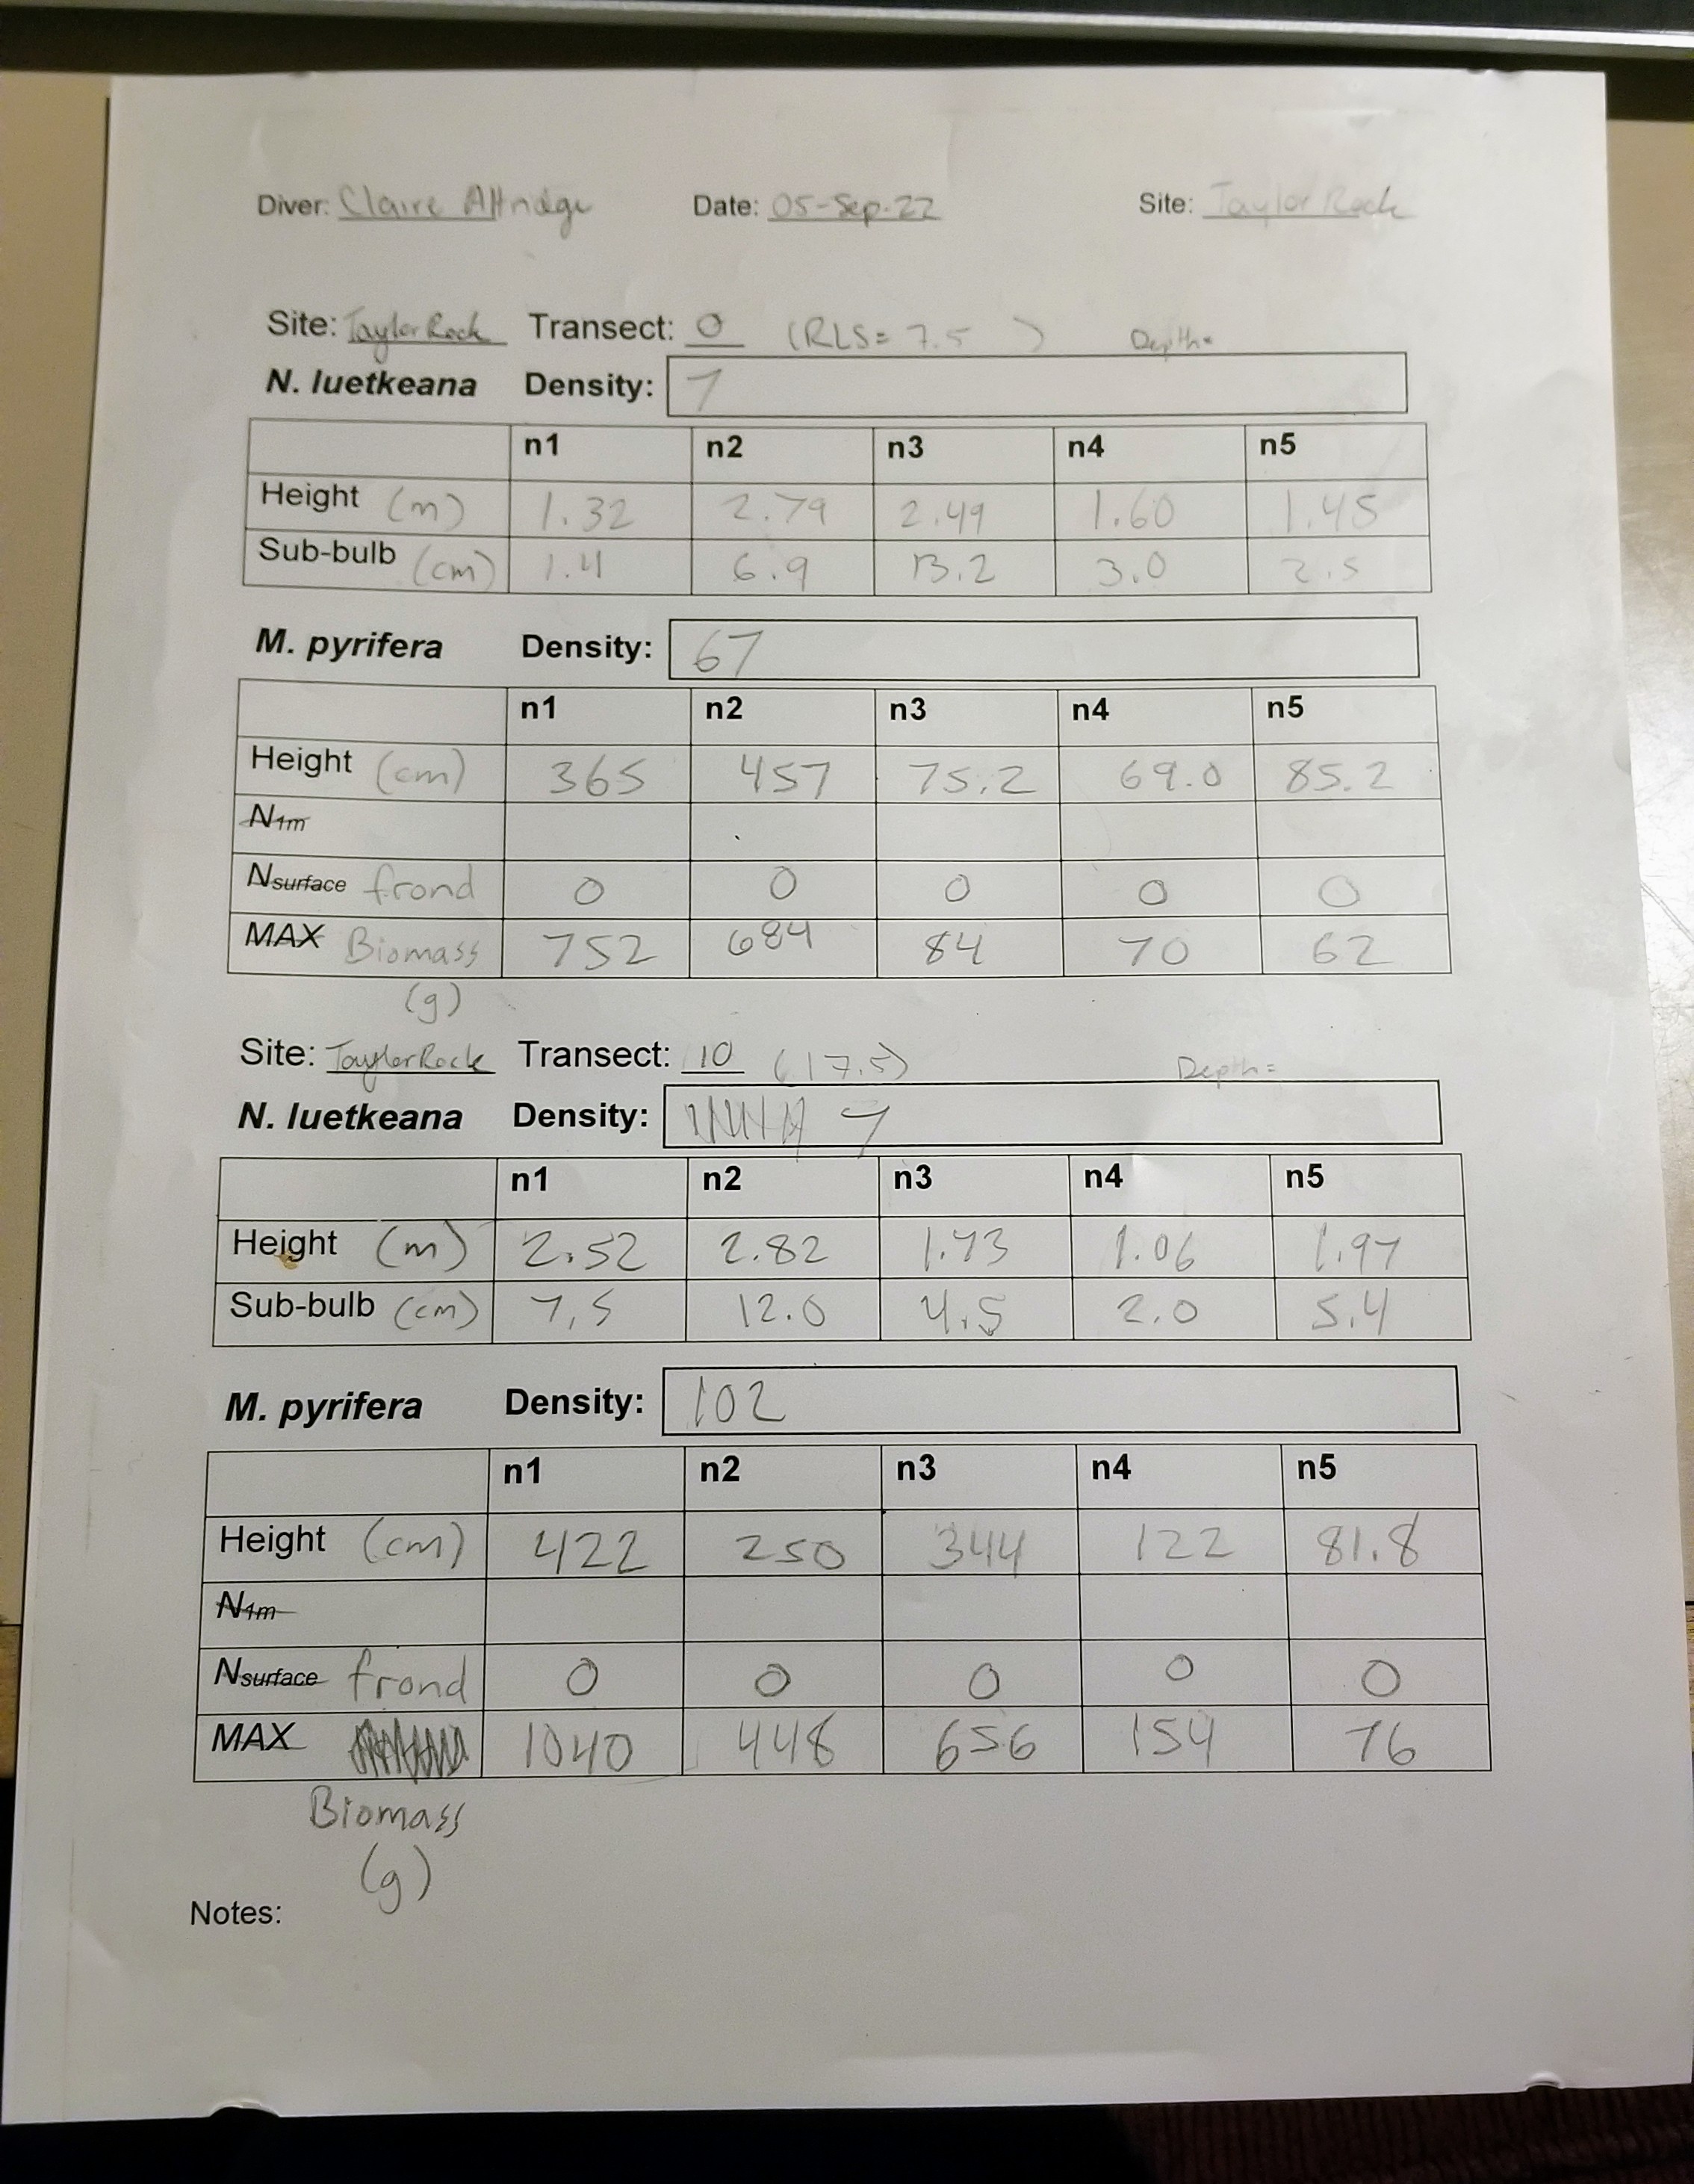 Diver: Claire Attridge Date: 05-Sep-22 Site: Taylor Rock
Site: Taylor Rock Transect: 0 (RLS= 7.5 ) Depth=
N. luetkeana Density: 7
n1 n2 n3 n4 n5
Height (m) 1.32 2.79 2.49 1.60 1.45
Sub-bulb (cm) 1.4 6.9 13.2 3.0 2.5
M. pyrifera Density: 67
n1 n2 n3 n4 n5
Height (cm) 365 457 75.2 69.0 85.2
N1m
Nsurface frond 0 0 0 0 0
MAX Biomass 752 684 84 70 62
(g)
Site: Taylor Rock Transect: 10 (17.5) Depth=
N. luetkeana Density: 7
n1 n2 n3 n4 n5
Height (m) 2.52 2.82 1.73 1.06 1.97
Sub-bulb (cm) 7.5 12.0 4.5 2.0 5.4
M. pyrifera Density: 102
n1 n2 n3 n4 n5
Height (cm) 422 250 344 122 81.8
N1m
Nsurface frond 0 0 0 0 0
MAX 1040 448 656 154 76
Biomass
(g)
Notes: